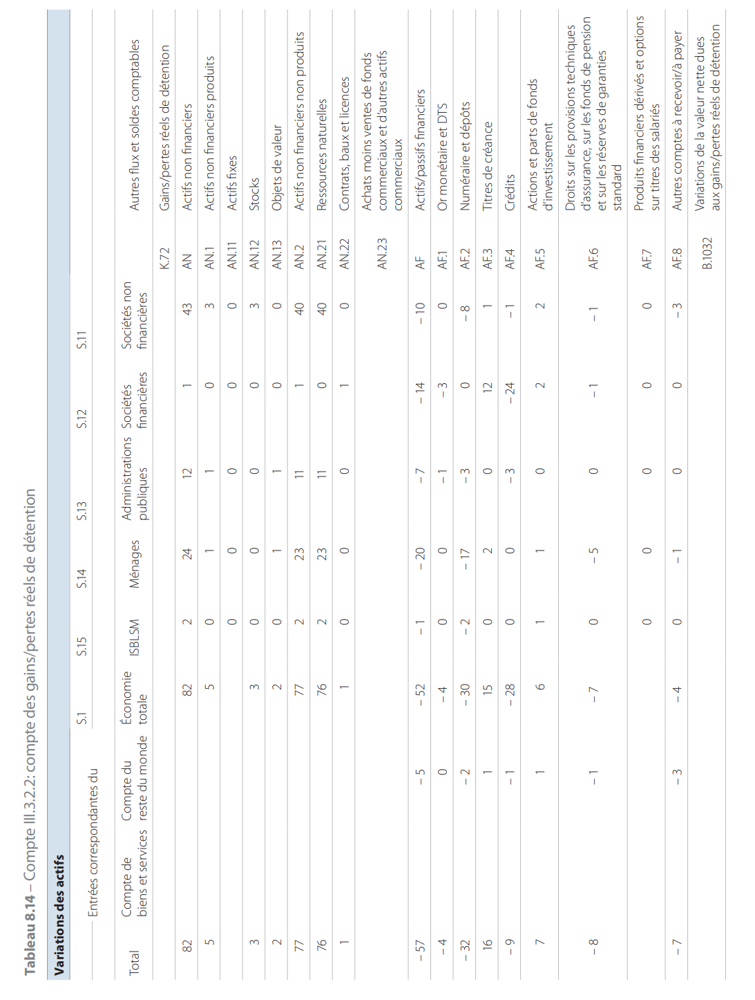 Tableau 8.14 – Compte III.3.2.2: compte des gains/pertes réels de détention
Variations des actifs
Entrées correspondantes du S.1 S.15 S.14 S.13 S.12 S.11
Total Compte de biens et services Compte du reste du monde Économie totale ISBLSM Ménages Administrations publiques Sociétés financières Sociétés non financières Autres flux et soldes comptables
K.72 Gains/pertes réels de détention
82 82 2 24 12 1 43 AN Actifs non financiers
5 5 0 1 1 0 3 AN.1 Actifs non financiers produits
0 0 0 0 0 AN.11 Actifs fixes
3 3 0 0 0 0 3 AN.12 Stocks
2 2 0 1 1 0 0 AN.13 Objets de valeur
77 77 2 23 11 1 40 AN.2 Actifs non financiers non produits
76 76 2 23 11 0 40 AN.21 Ressources naturelles
1 1 0 0 0 1 0 AN.22 Contrats, baux et licences
AN.23 Achats moins ventes de fonds
commerciaux et d'autres actifs
commerciaux
– 57 – 5 – 52 – 1 – 20 – 7 – 14 – 10 AF Actifs/passifs financiers
– 4 0 – 4 0 0 – 1 – 3 0 AF.1 Or monétaire et DTS
– 32 – 2 – 30 – 2 – 17 – 3 0 – 8 AF.2 Numéraire et dépôts
16 1 15 0 2 0 12 1 AF.3 Titres de créance
– 9 – 1 – 28 0 0 – 3 – 24 – 1 AF.4 Crédits
7 1 6 1 1 0 2 2 AF.5 Actions et parts de fonds
d'investissement
– 8 – 1 – 7 0 – 5 0 – 1 – 1 AF.6 Droits sur les provisions techniques
d'assurance, sur les fonds de pension
et sur les réserves de garanties
standard
0 0 0 0 0 AF.7 Produits financiers dérivés et options
sur titres des salariés
– 7 – 3 – 4 0 – 1 0 0 – 3 AF.8 Autres comptes à recevoir/à payer
B.1032 Variations de la valeur nette dues
aux gains/pertes réels de détention